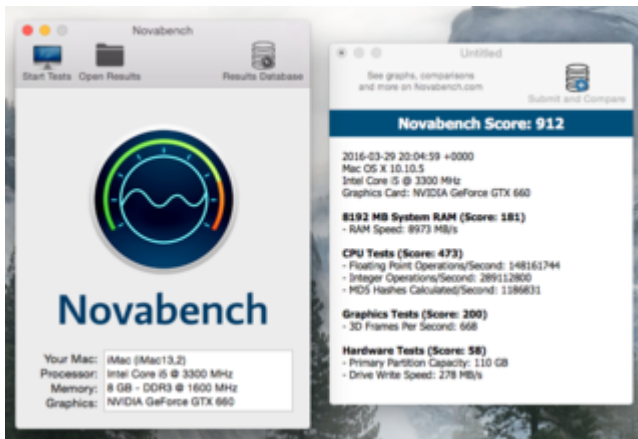 Novabench
Start Tests Open Results Results Database
Novabench
Your Mac: iMac (iMac13,2)
Processor: Intel Core i5 @ 3300 MHz
Memory: 8 GB - DDR3 @ 1600 MHz
Graphics: NVIDIA GeForce GTX 660
Untitled
See graphs, comparisons
and more on Novabench.com
Submit and Compare
Novabench Score: 912
2016-03-29 20:04:59 +0000
Mac OS X 10.10.5
Intel Core i5 @ 3300 MHz
Graphics Card: NVIDIA GeForce GTX 660
8192 MB System RAM (Score: 181)
- RAM Speed: 8973 MB/s
CPU Tests (Score: 473)
- Floating Point Operations/Second: 148161744
- Integer Operations/Second: 289112800
- MD5 Hashes Calculated/Second: 1186831
Graphics Tests (Score: 200)
- 3D Frames Per Second: 668
Hardware Tests (Score: 58)
- Primary Partition Capacity: 110 GB
- Drive Write Speed: 278 MB/s